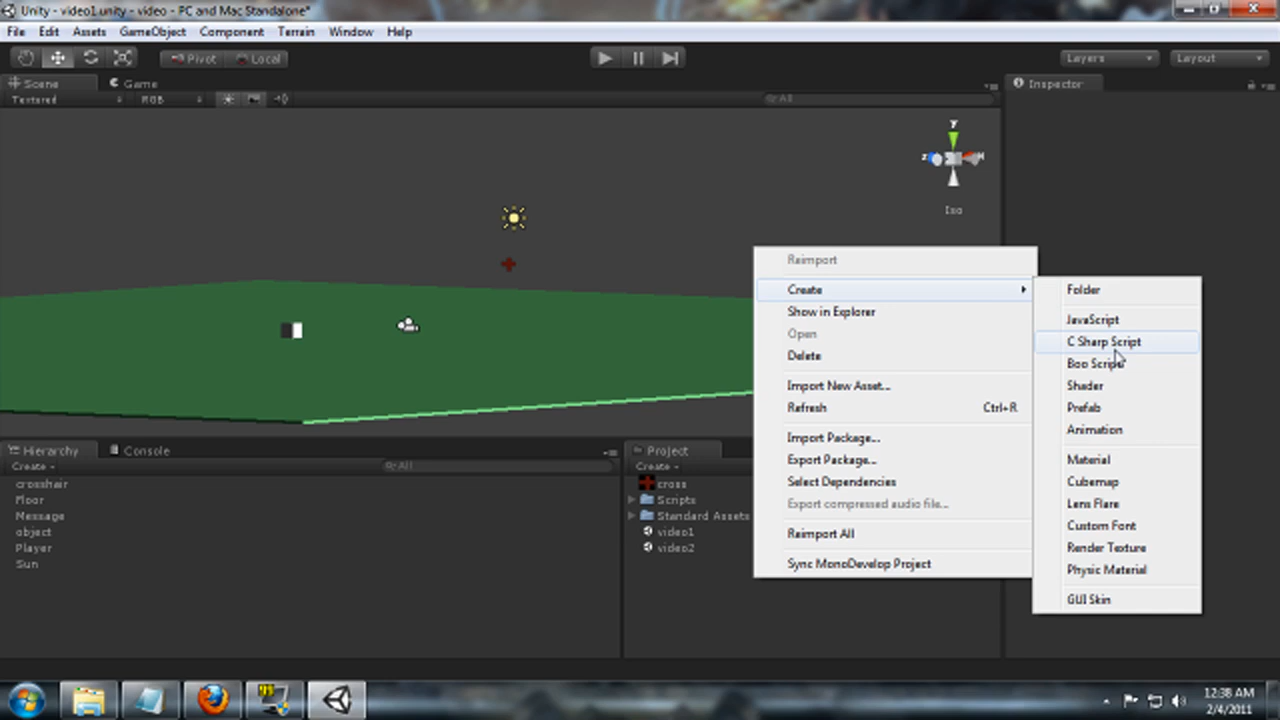 Unity - video1.unity - video - PC and Mac Standalone*
File Edit Assets GameObject Component Terrain Window Help
Pivot Local Layers Layout
Scene Game Inspector
Textured RGB All
y
z
Iso
Reimport
Create
Show in Explorer
Open
Delete
Import New Asset...
Refresh Ctrl+R
Import Package...
Export Package...
Select Dependencies
Export compressed audio file...
Reimport All
Sync MonoDevelop Project
Folder
JavaScript
C Sharp Script
Boo Script
Shader
Prefab
Animation
Material
Cubemap
Lens Flare
Custom Font
Render Texture
Physic Material
GUI Skin
Hierarchy Console
Create All
crosshair
Floor
Message
object
Player
Sun
Project
Create
cross
Scripts
Standard Assets
video1
video2
12:38 AM
2/4/2011